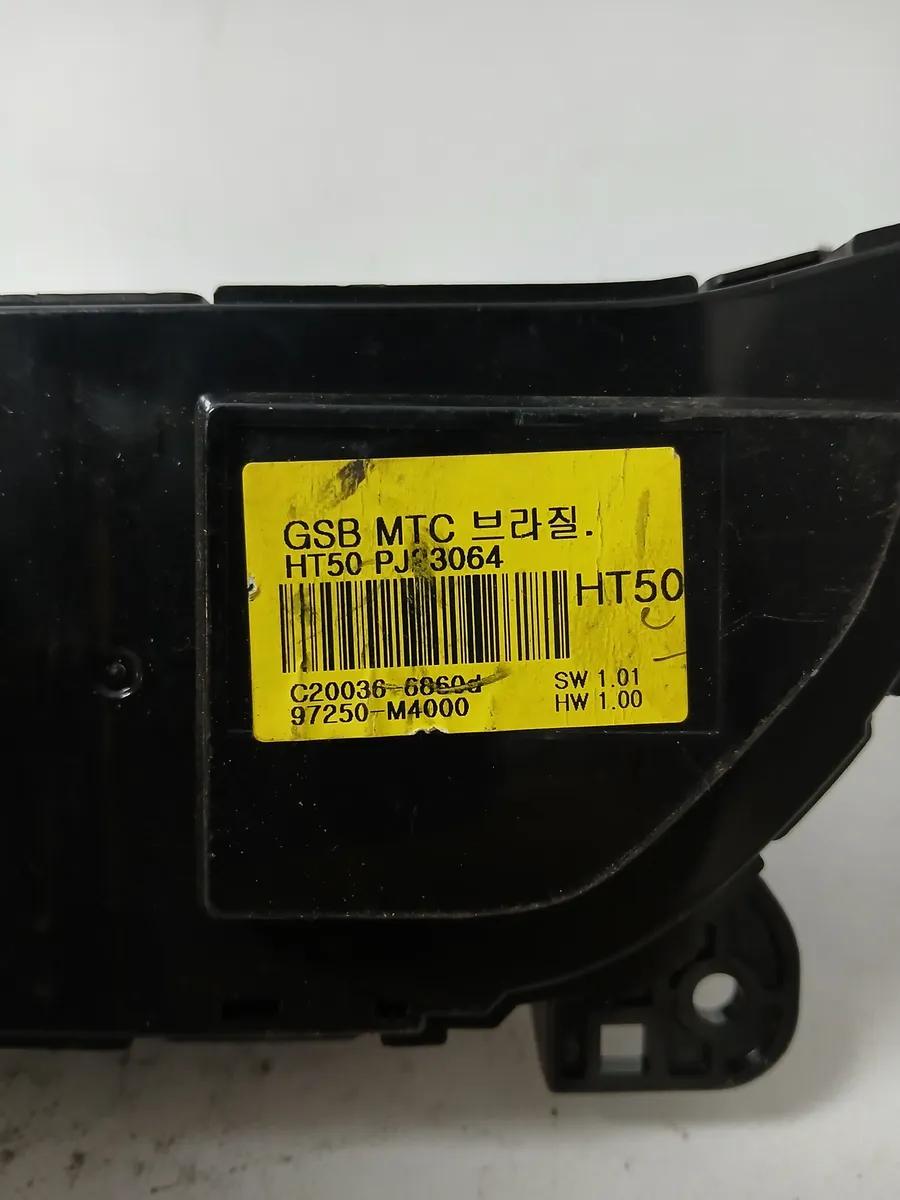 GSB MTC 브라질.
HT50
HT50
SW 1.01
97250-M4000
HW 1.00